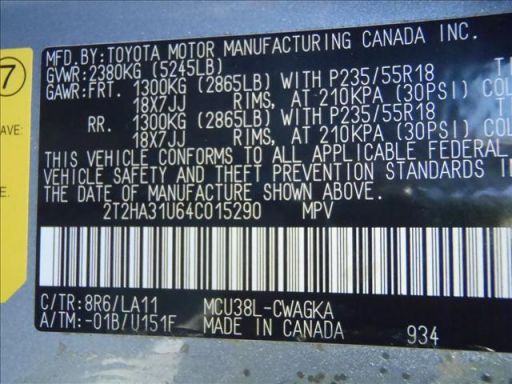 MFD.BY:TOYOTA MOTOR MANUFACTURING CANADA INC.
GVWR:2380KG (5245LB)
GAWR:FRT. 1300KG (2865LB) WITH P235/55R18
18X7JJ RIMS, AT 210KPA (30PSI)
RR. 1300KG (2865LB) WITH P235/55R18
18X7JJ RIMS, AT 210KPA (30PSI)
THIS VEHICLE CONFORMS TO ALL APPLICABLE FEDERAL
VEHICLE SAFETY AND THEFT PREVENTION STANDARDS
THE DATE OF MANUFACTURE SHOWN ABOVE.
2T2HA31U64C015290 MPV
C/TR:8R6/LA11 MCU38L-CWAGKA
A/TM:-01B/U151F MADE IN CANADA 934
7
AVE: